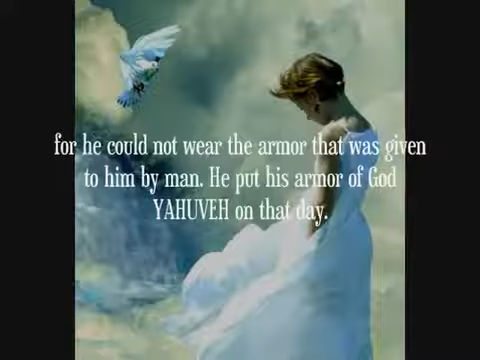 for he could not wear the armor that was given
to him by man. He put his armor of God
YAHUVEH on that day.